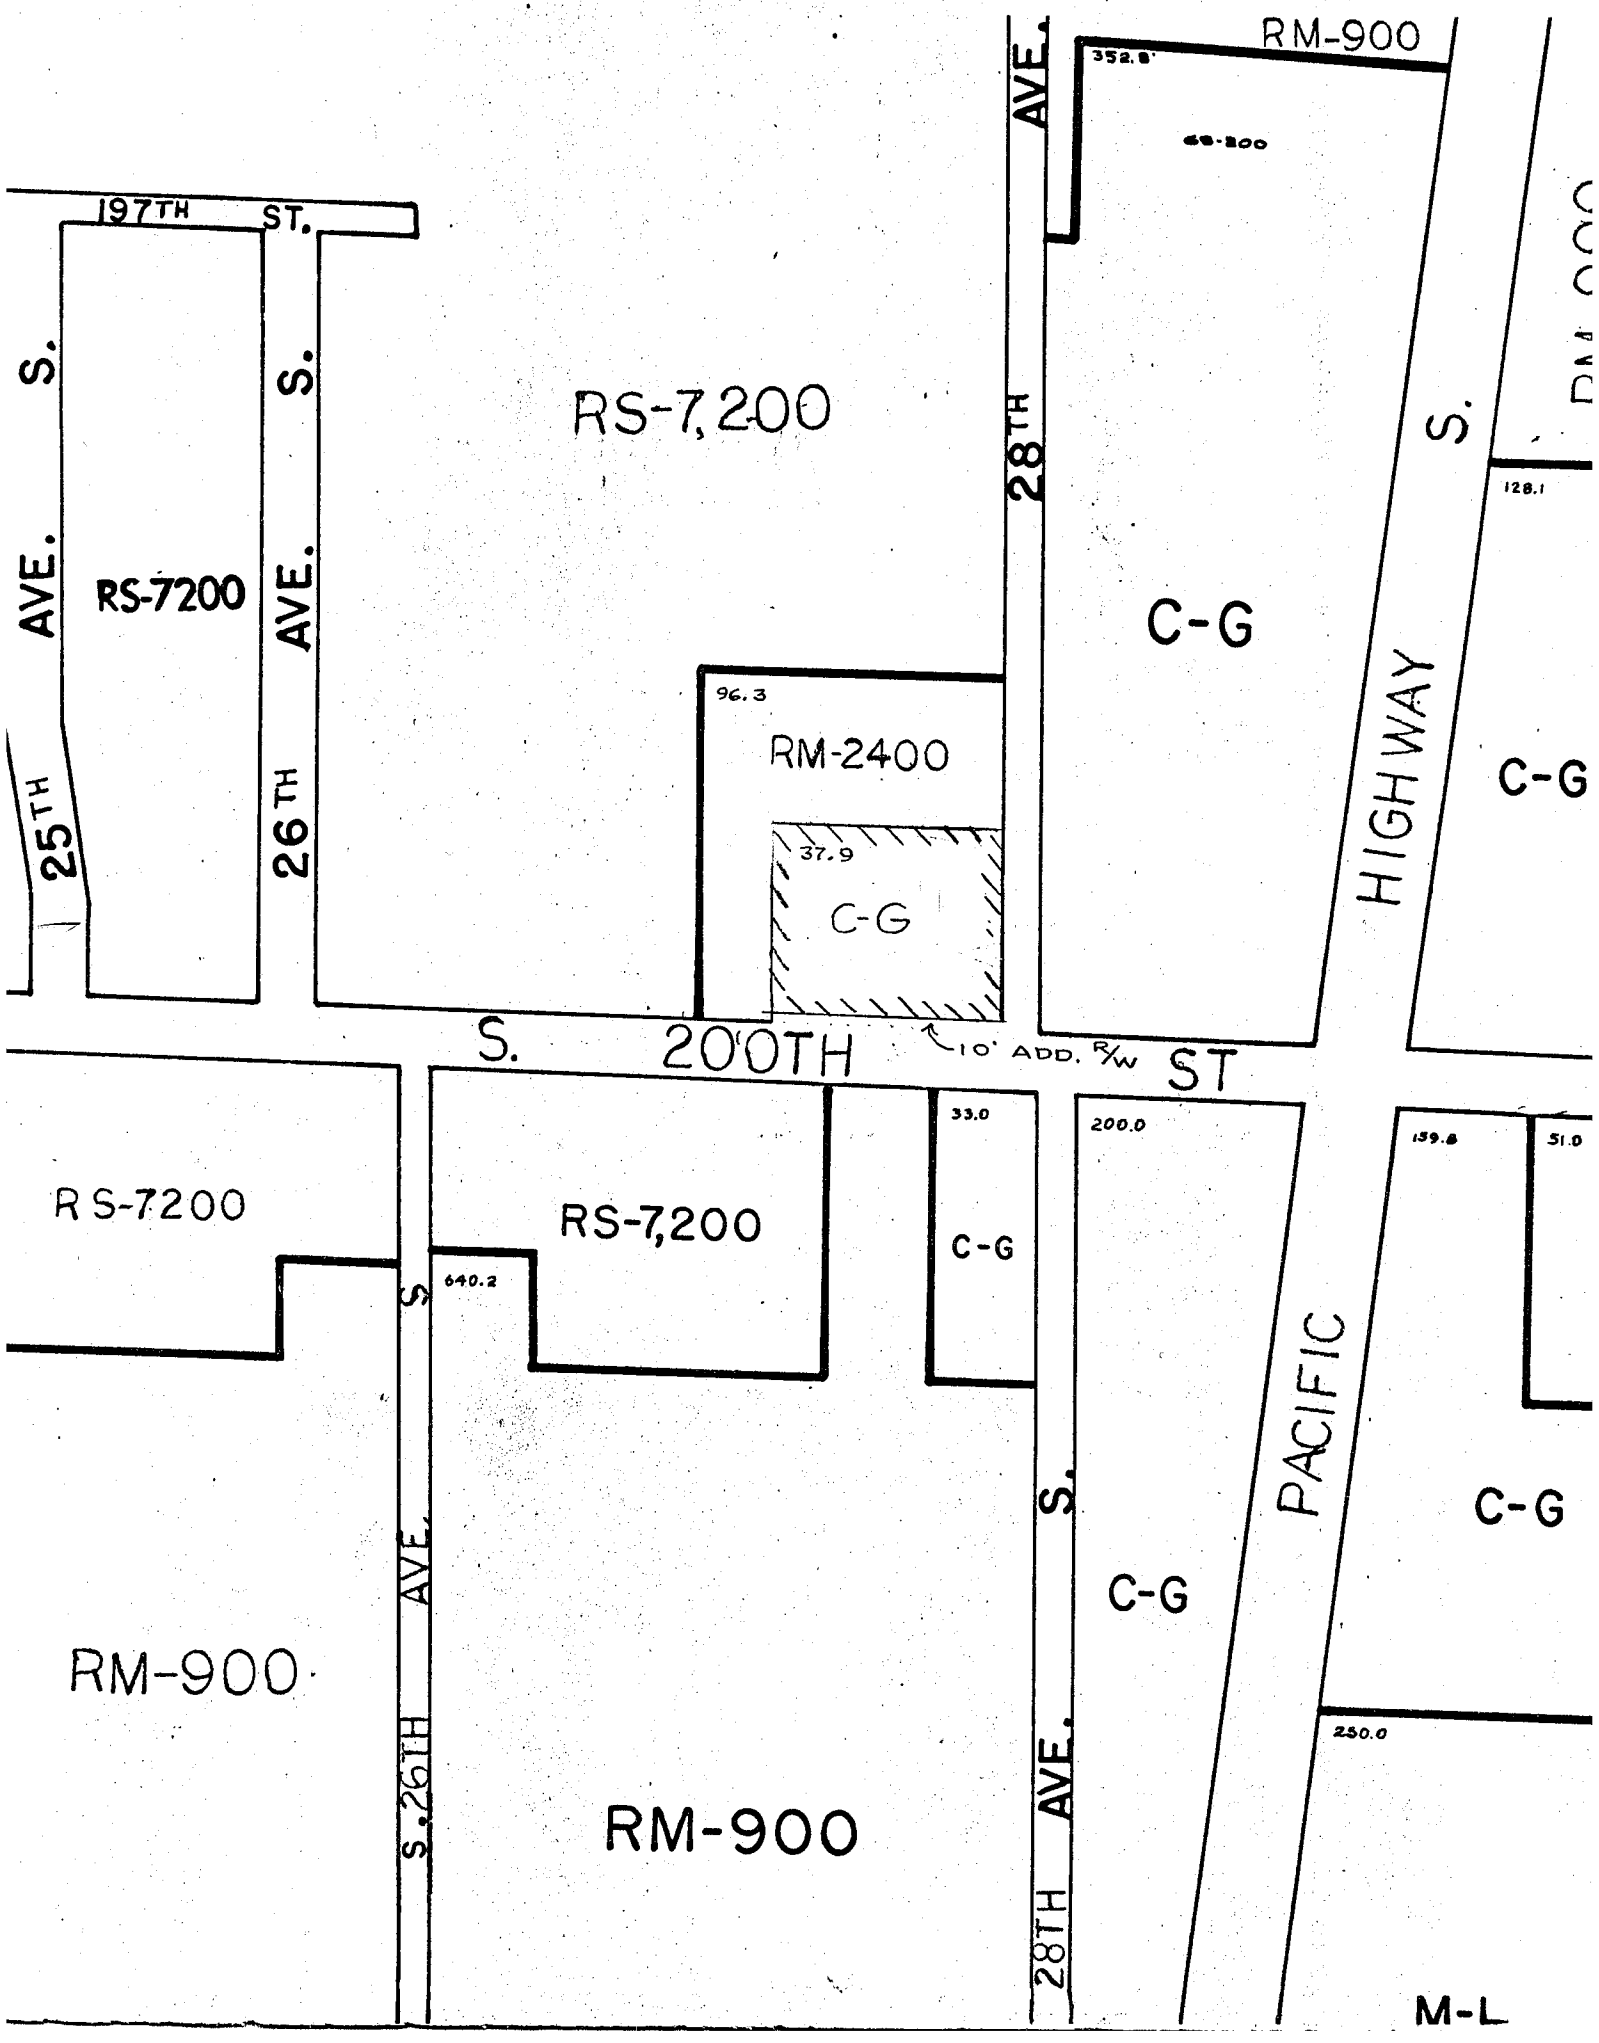 RM-900
352.8'
AVE.
197TH ST.
S.
S.
RS-7,200
28TH
S.
128.1
AVE.
RS-7200
AVE.
C-G
HIGHWAY
96.3
RM-2400
C-G
25TH
26TH
37.9
C-G
S. 200TH ST
10' ADD. R/W
33.0
200.0
159.8
51.0
RS-7200
RS-7,200
C-G
640.2
S
PACIFIC
S.
C-G
AVE.
C-G
RM-900
S. 26TH
AVE.
250.0
RM-900
28TH
M-L